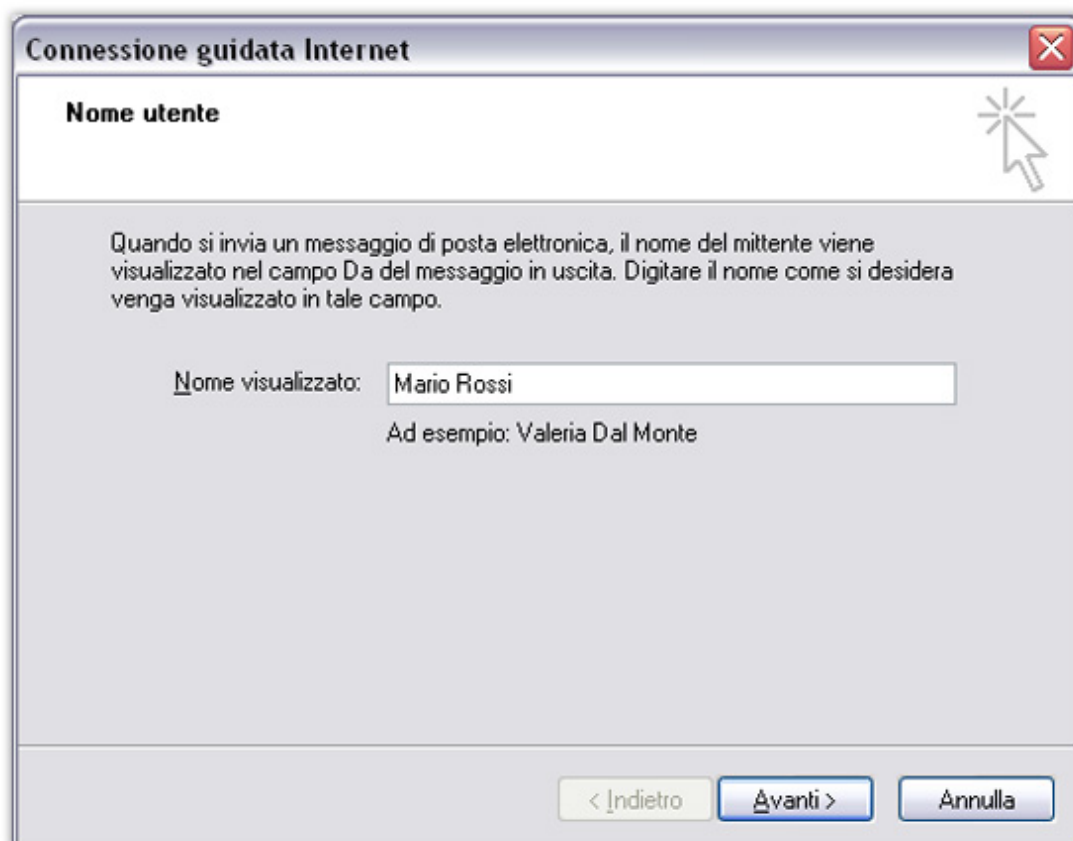 Connessione guidata Internet
Nome utente
Quando si invia un messaggio di posta elettronica, il nome del mittente viene
visualizzato nel campo Da del messaggio in uscita. Digitare il nome come si desidera
venga visualizzato in tale campo.
Nome visualizzato: Mario Rossi
Ad esempio: Valeria Dal Monte
< Indietro Avanti > Annulla